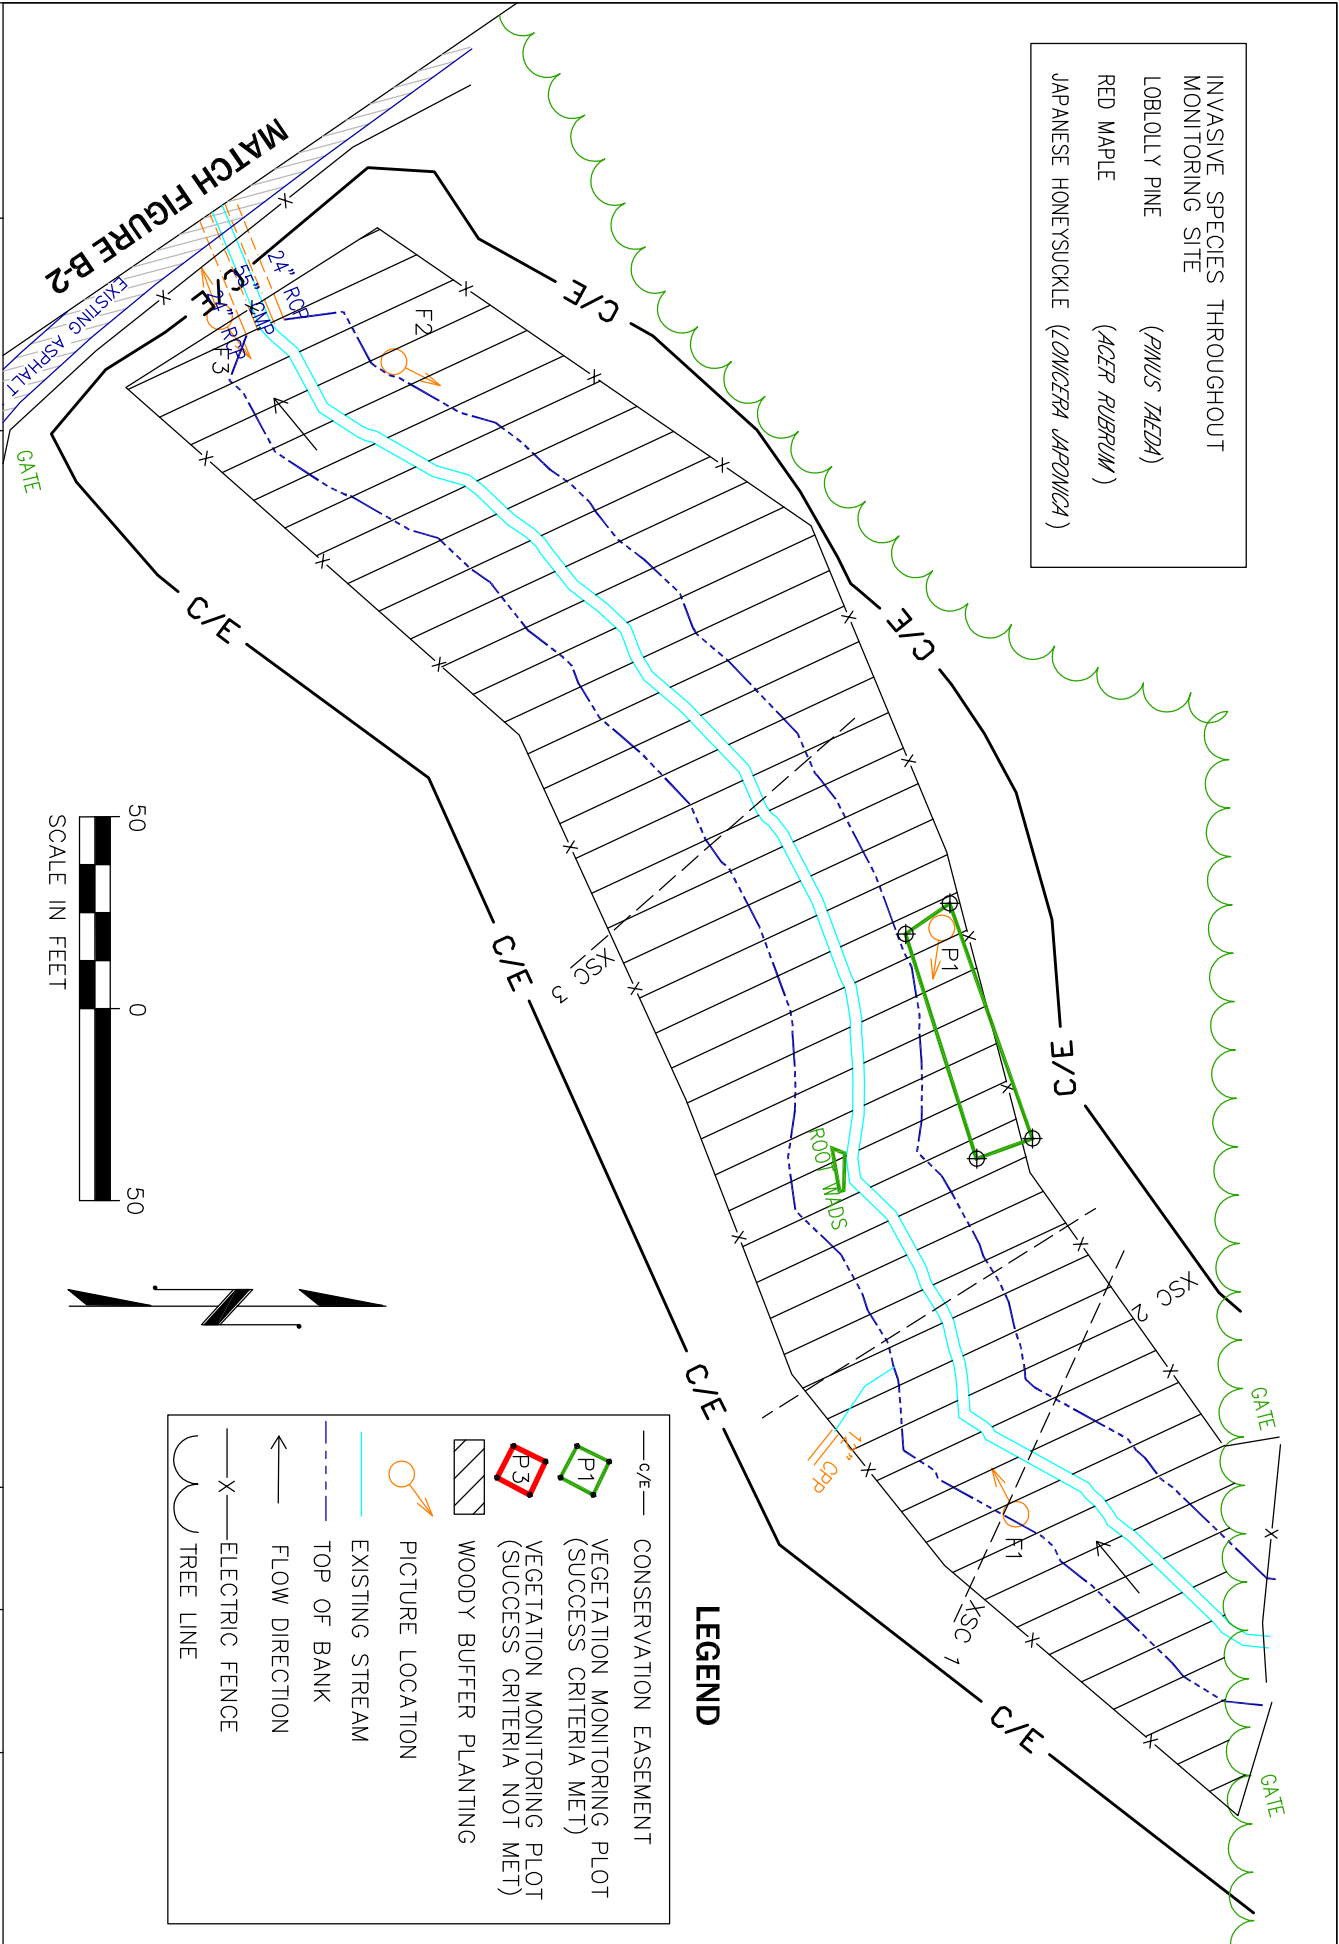 INVASIVE SPECIES THROUGHOUT
MONITORING SITE
LOBLOLLY PINE (PINUS TAEDA)
RED MAPLE (ACER RUBRUM)
JAPANESE HONEYSUCKLE (LONICERA JAPONICA)
MATCH FIGURE B-2
EXISTING ASPHALT
GATE
24" RCP
55" CMP
24" RCP
C/E
F3
F2
C/E
C/E
C/E
C/E
XSC 3
P1
C/E
ROOT WADS
XSC 2
C/E
GATE
12" CPP
F1
XSC 1
C/E
GATE
50 0 50
SCALE IN FEET
N
LEGEND
C/E CONSERVATION EASEMENT
P1 VEGETATION MONITORING PLOT
(SUCCESS CRITERIA MET)
P3 VEGETATION MONITORING PLOT
(SUCCESS CRITERIA NOT MET)
WOODY BUFFER PLANTING
PICTURE LOCATION
EXISTING STREAM
TOP OF BANK
FLOW DIRECTION
X ELECTRIC FENCE
TREE LINE